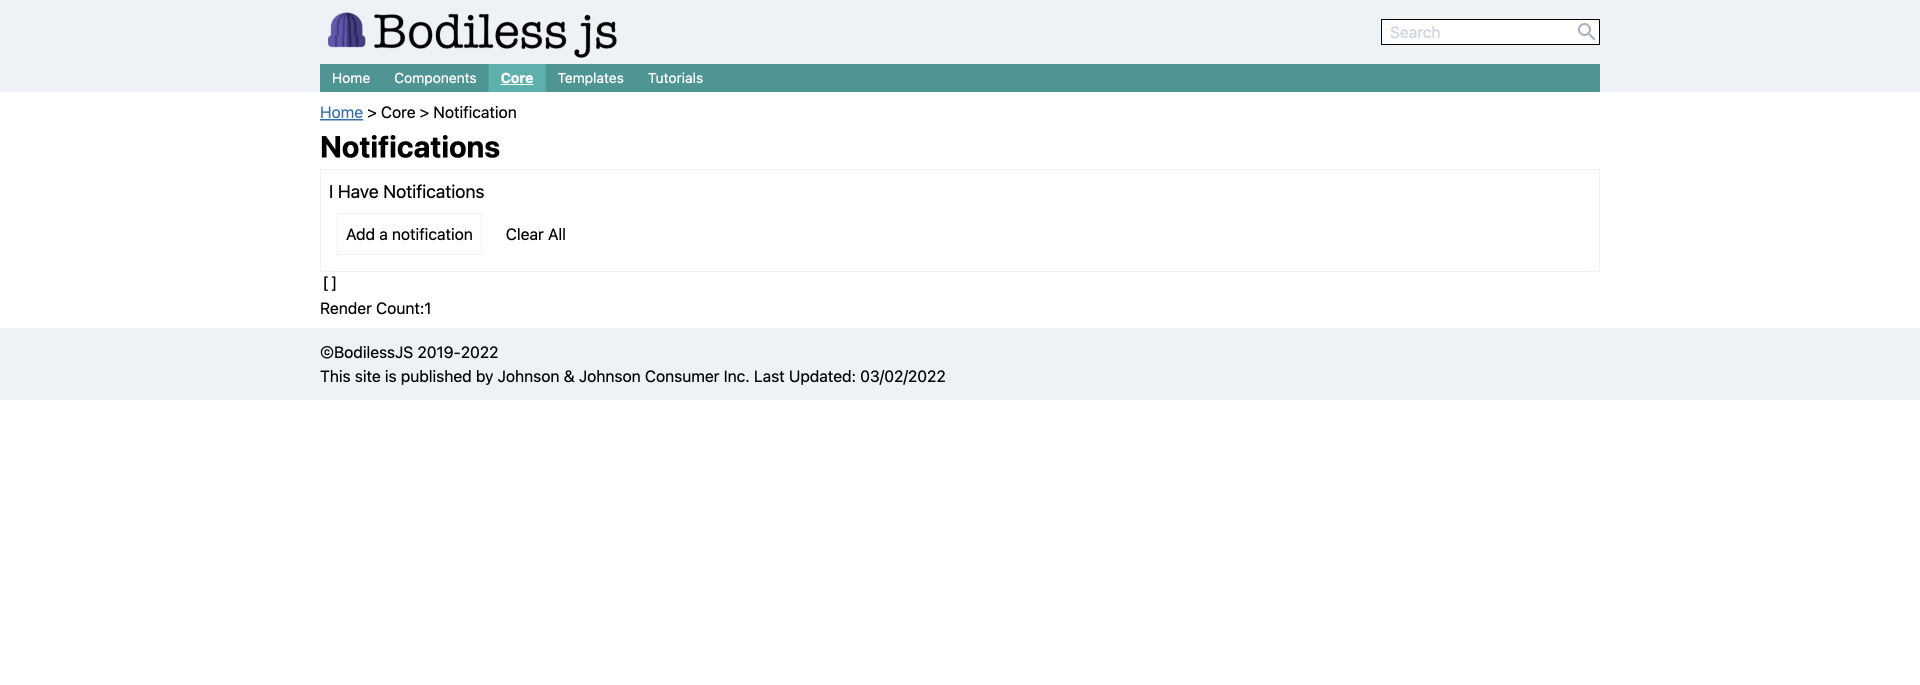 Bodiless js
Search
Home Components Core Templates Tutorials
Home > Core > Notification
Notifications
I Have Notifications
Add a notification Clear All
[]
Render Count:1
©BodilessJS 2019-2022
This site is published by Johnson & Johnson Consumer Inc. Last Updated: 03/02/2022